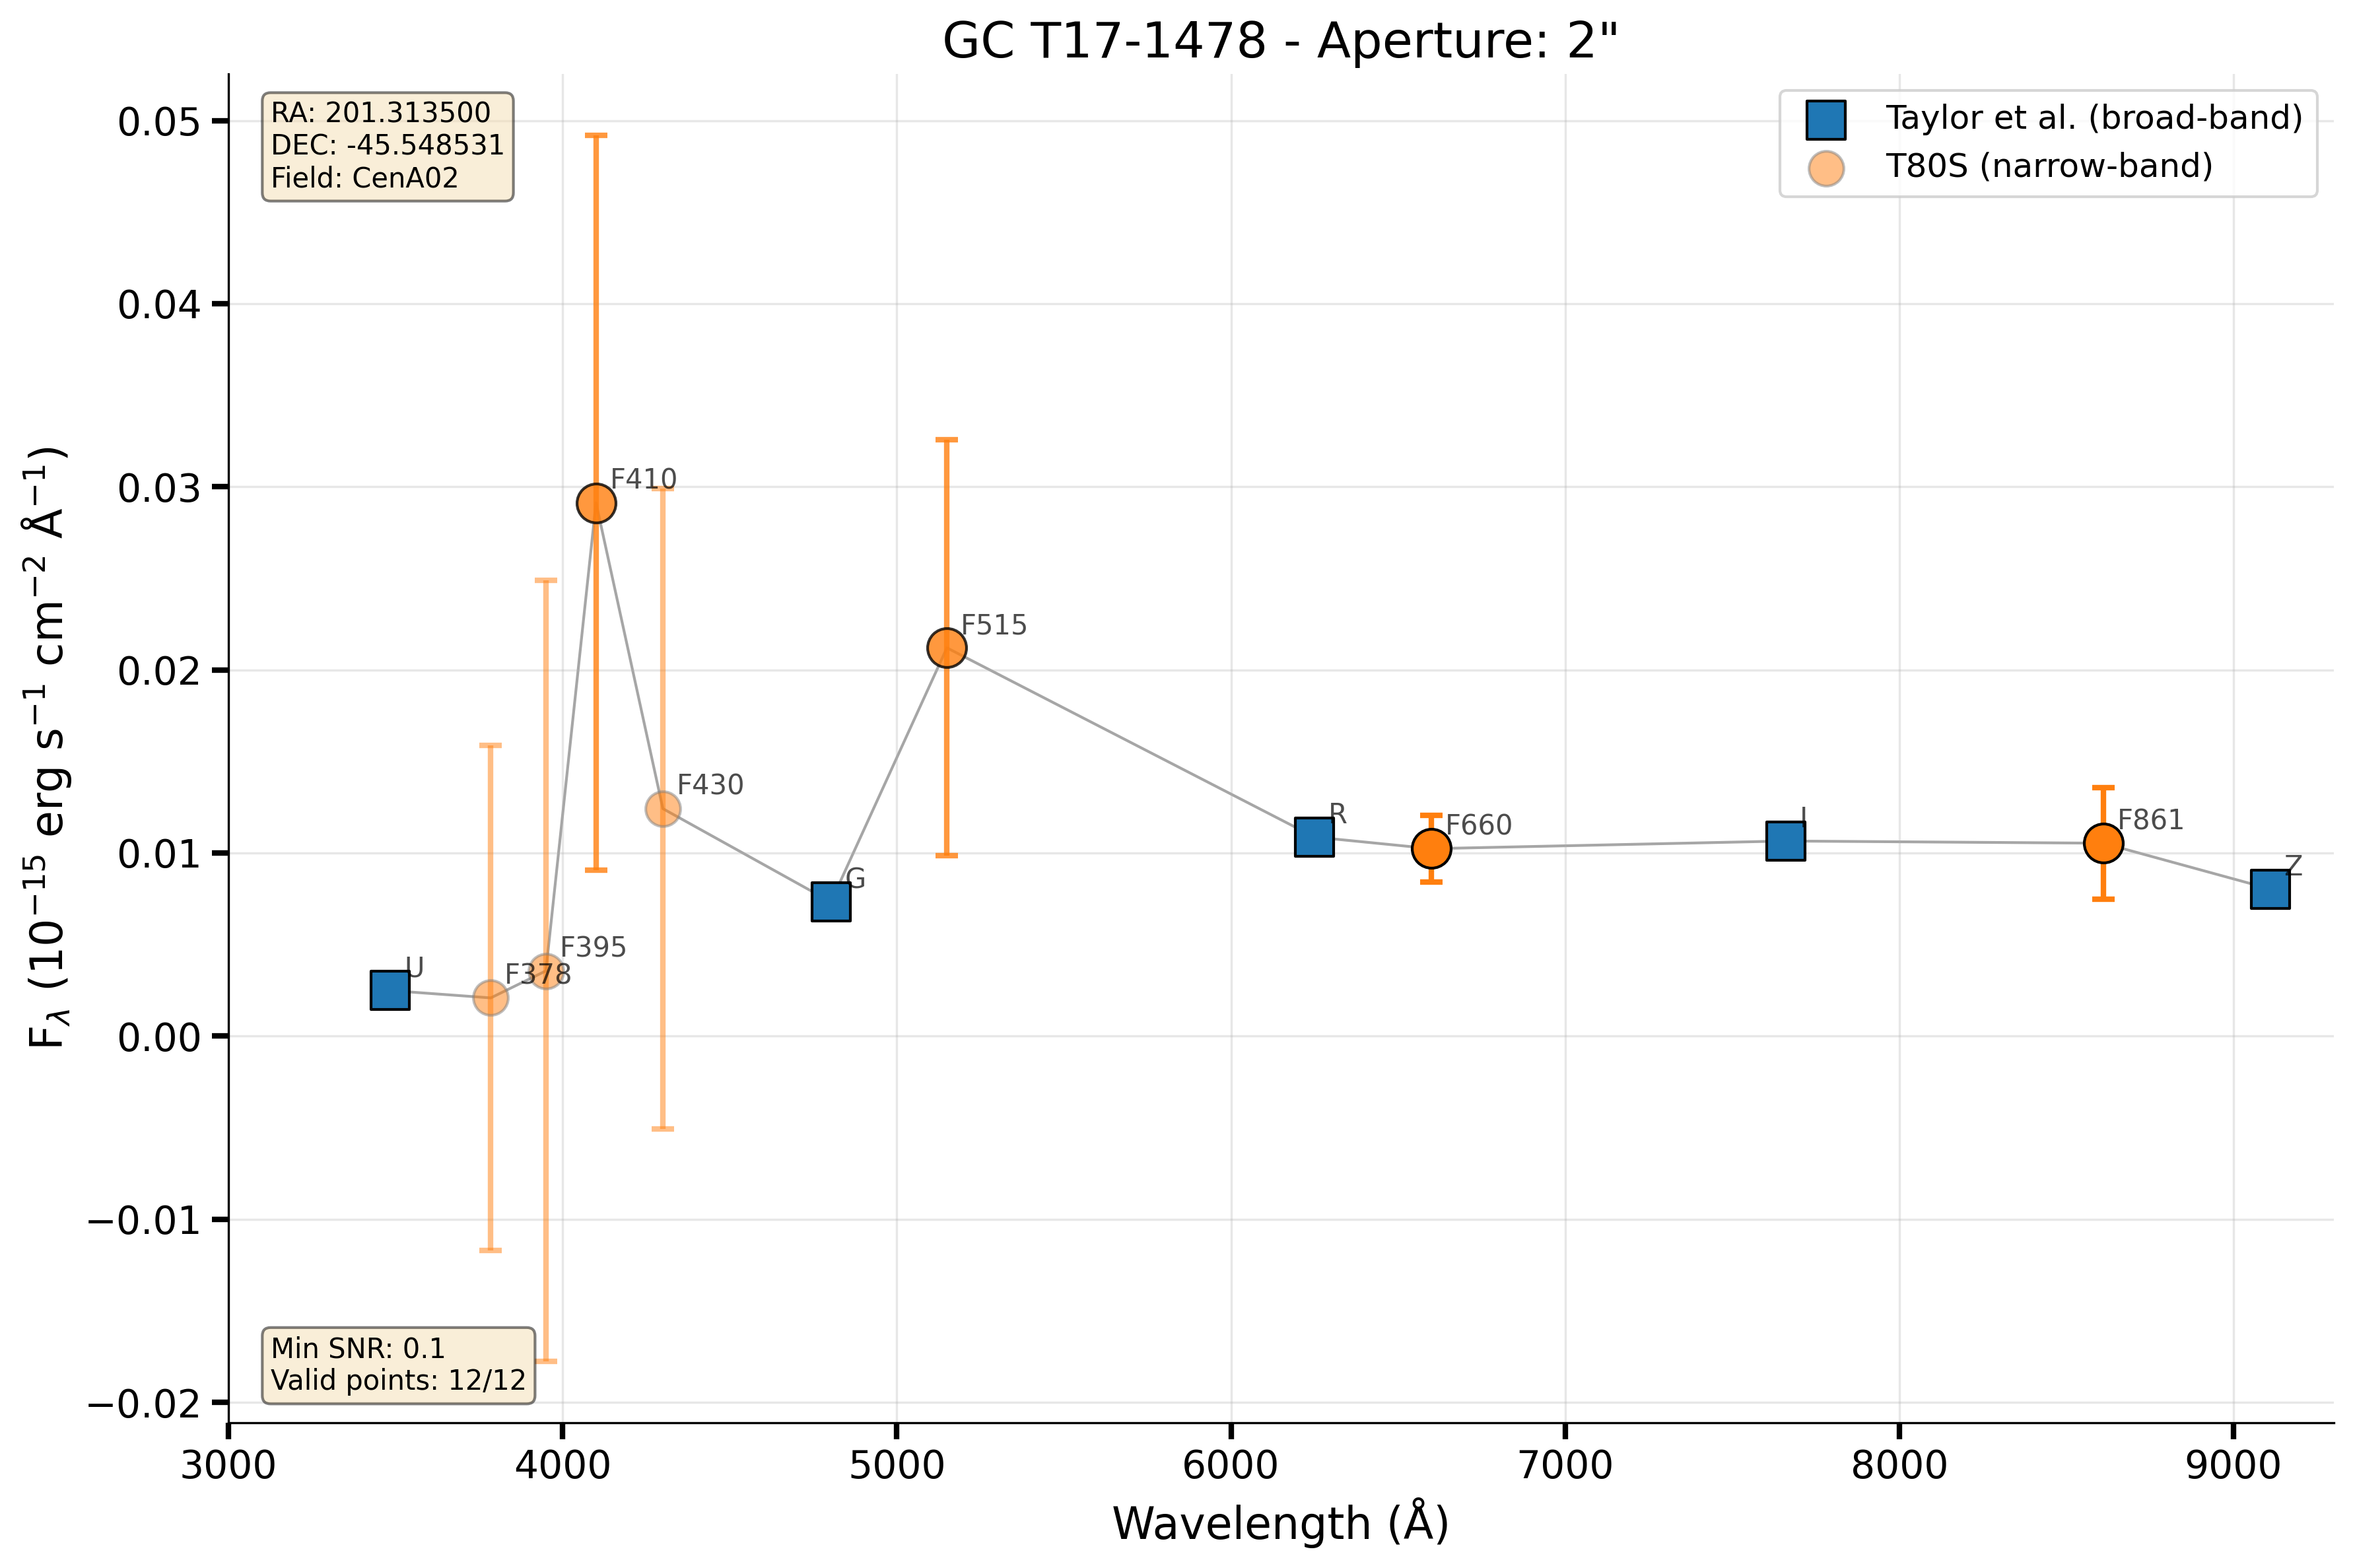 GC T17-1478 - Aperture: 2"
RA: 201.313500
DEC: -45.548531
Field: CenA02
Taylor et al. (broad-band)
T80S (narrow-band)
F_λ (10⁻¹⁵ erg s⁻¹ cm⁻² Å⁻¹)
0.05
0.04
0.03
0.02
0.01
0.00
−0.01
−0.02
U
F378
F395
F410
F430
G
F515
R
F660
I
F861
Z
Min SNR: 0.1
Valid points: 12/12
3000 4000 5000 6000 7000 8000 9000
Wavelength (Å)